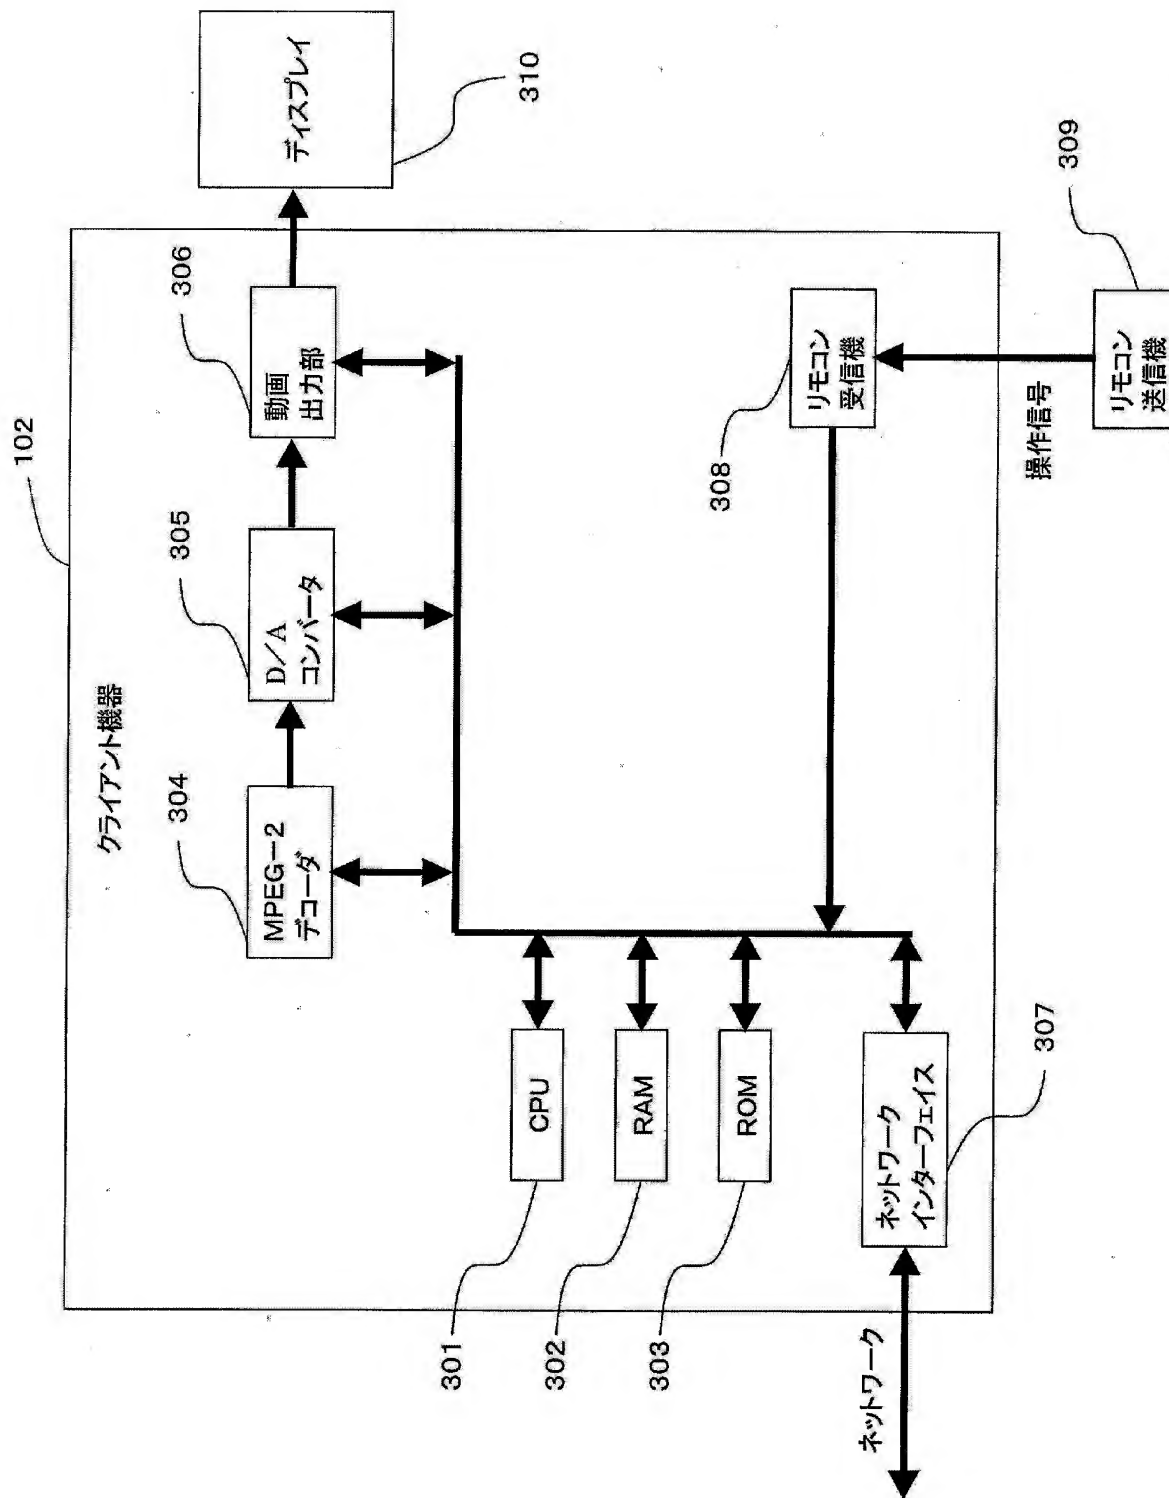 102
クライアント機器
304
305
306
MPEG－2
デコーダ
D／A
コンバータ
動画
出力部
ディスプレイ
310
301
CPU
302
RAM
303
ROM
308
リモコン
受信機
ネットワーク
ネットワーク
インターフェイス
307
操作信号
リモコン
送信機
309